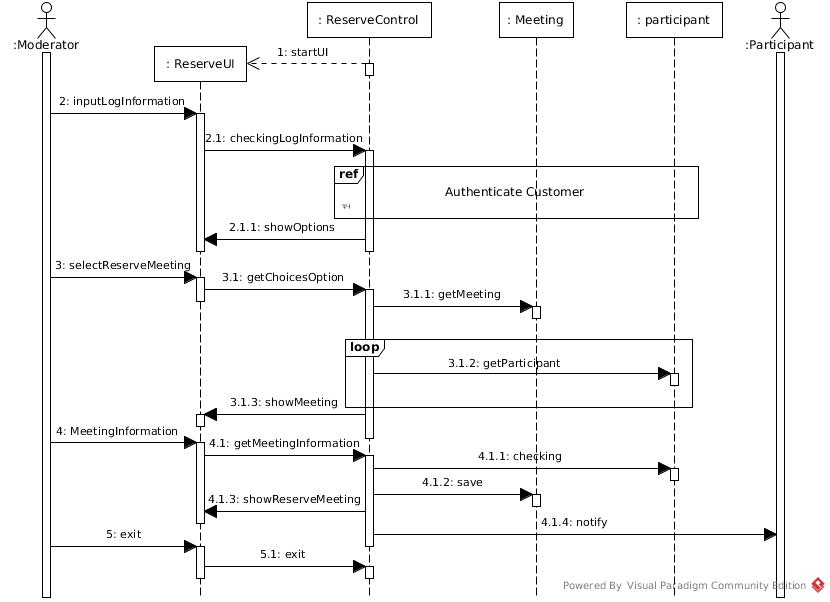 : ReserveControl
: Meeting
: participant
:Moderator
:Participant
: ReserveUI
1: startUI
2: inputLogInformation
2.1: checkingLogInformation
ref
Authenticate Customer
2.1.1: showOptions
3: selectReserveMeeting
3.1: getChoicesOption
3.1.1: getMeeting
loop
3.1.2: getParticipant
3.1.3: showMeeting
4: MeetingInformation
4.1: getMeetingInformation
4.1.1: checking
4.1.2: save
4.1.3: showReserveMeeting
4.1.4: notify
5: exit
5.1: exit
Powered By Visual Paradigm Community Edition